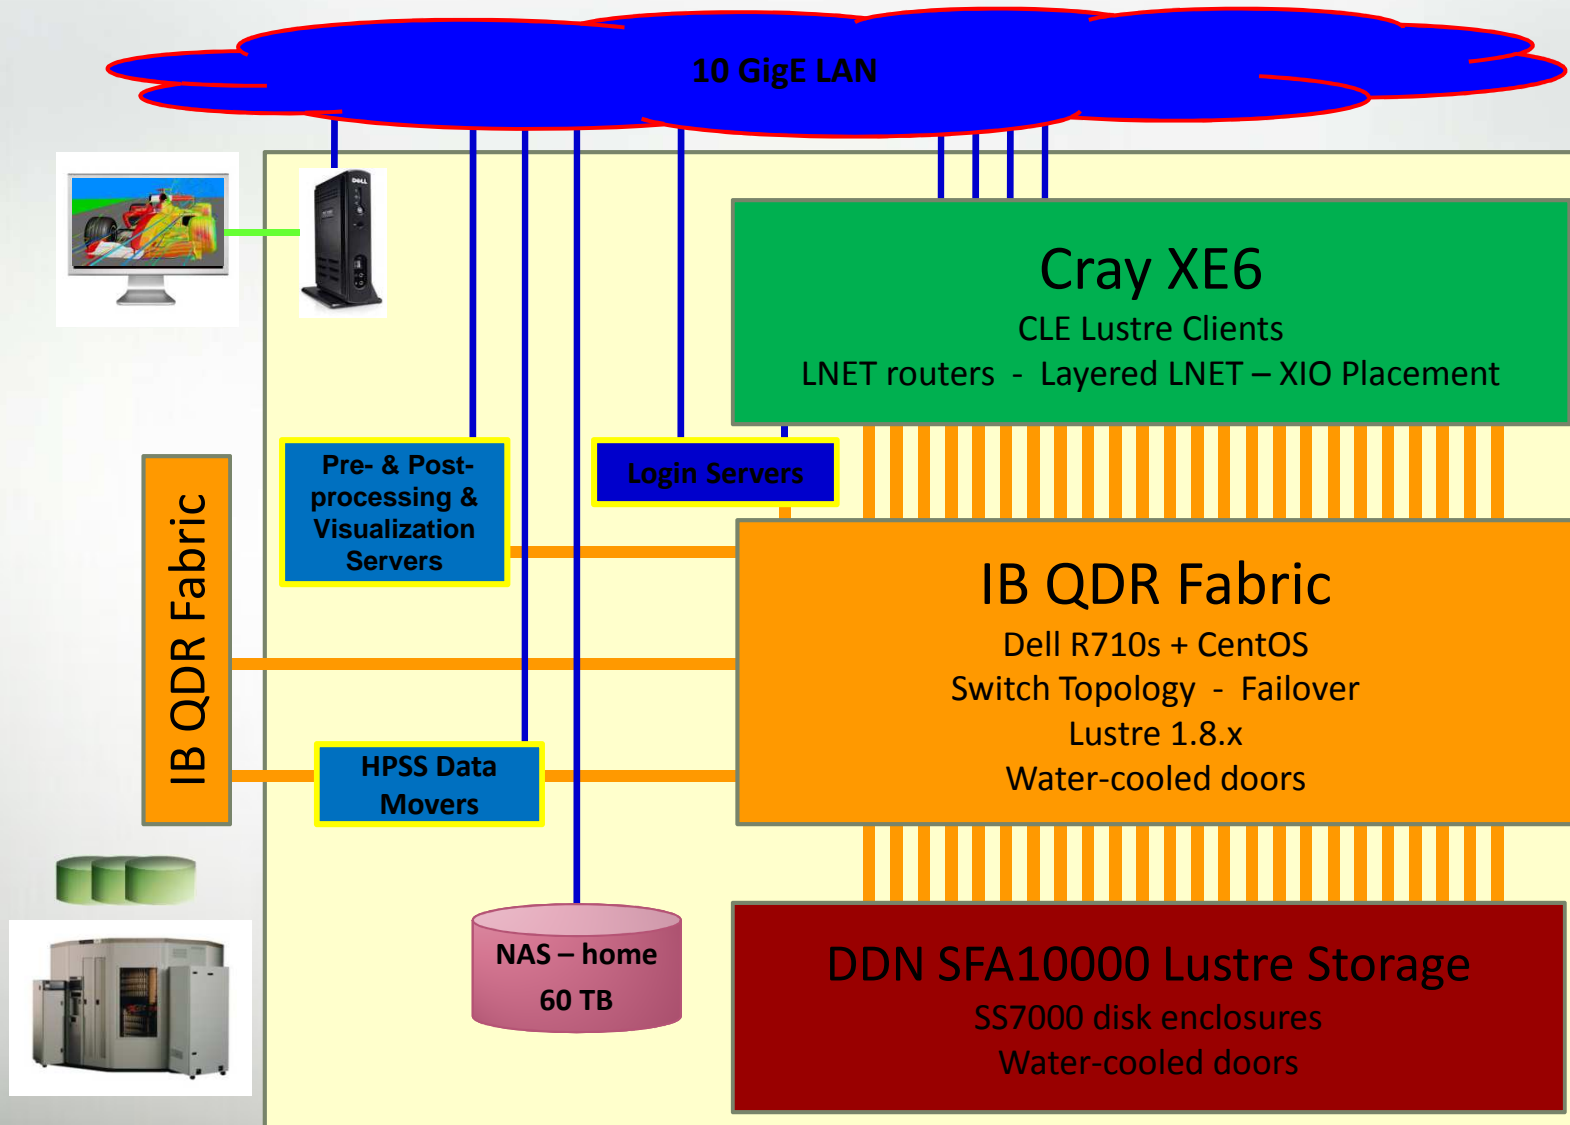 10 GigE LAN
DELL
Cray XE6
CLE Lustre Clients
LNET routers - Layered LNET – XIO Placement
Pre- & Post-
processing &
Visualization
Servers
Login Servers
IB QDR Fabric
IB QDR Fabric
Dell R710s + CentOS
Switch Topology - Failover
Lustre 1.8.x
Water-cooled doors
HPSS Data
Movers
NAS – home
60 TB
DDN SFA10000 Lustre Storage
SS7000 disk enclosures
Water-cooled doors